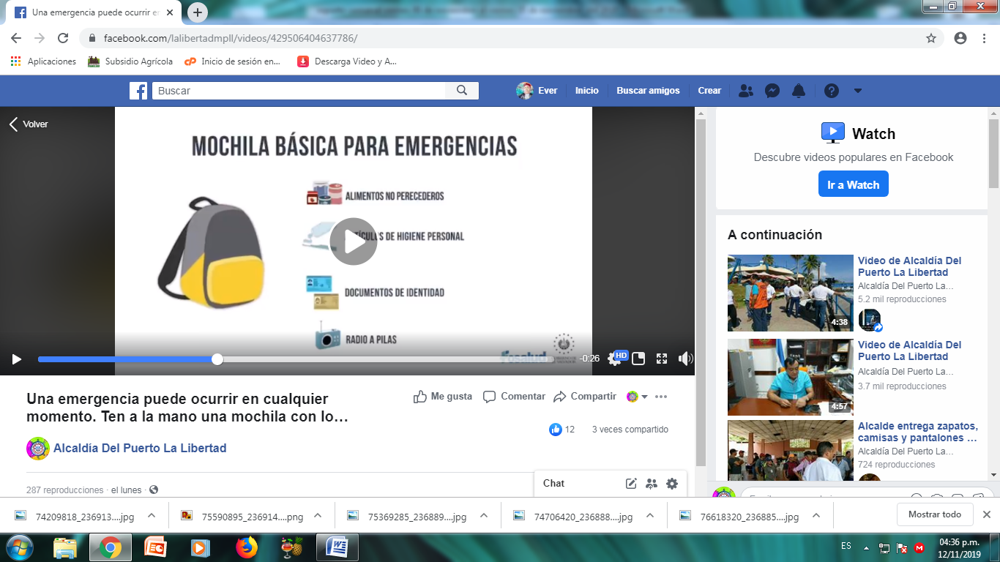 Una emergencia puede ocurrir en
facebook.com/lalibertadmpll/videos/429506404637786/
Aplicaciones
Subsidio Agrícola
Inicio de sesión en...
Descarga Video y A...
Buscar
Ever
Inicio
Buscar amigos
Crear
Volver
MOCHILA BÁSICA PARA EMERGENCIAS
ALIMENTOS NO PERECEDEROS
DE HIGIENE PERSONAL
DOCUMENTOS DE IDENTIDAD
RADIO A PILAS
fosalud
-0:26
HD
Una emergencia puede ocurrir en cualquier
momento. Ten a la mano una mochila con lo...
Me gusta
Comentar
Compartir
12
3 veces compartido
Alcaldía Del Puerto La Libertad
287 reproducciones · el lunes ·
Watch
Descubre videos populares en Facebook
Ir a Watch
A continuación
4:38
Video de Alcaldía Del
Puerto La Libertad
Alcaldía Del Puerto La...
5.2 mil reproducciones
4:57
Video de Alcaldía Del
Puerto La Libertad
Alcaldía Del Puerto La...
3.7 mil reproducciones
Alcalde entrega zapatos,
camisas y pantalones ...
Alcaldía Del Puerto La...
724 reproducciones
Chat
74209818_236913....jpg
75590895_236914....png
75369285_236889....jpg
74706420_236888....jpg
76618320_236885....jpg
Mostrar todo
ES
04:36 p.m.
12/11/2019